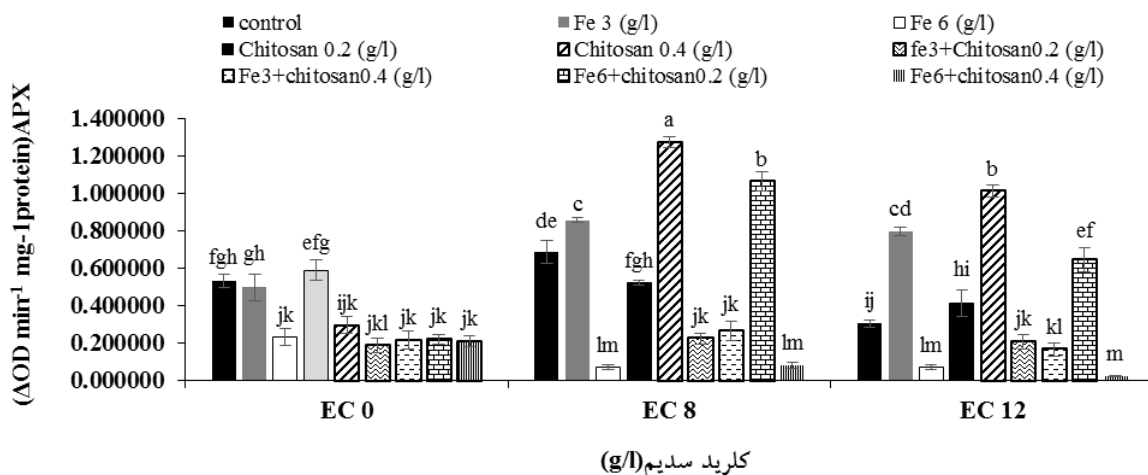 control Fe 3 (g/l) Fe 6 (g/l)
Chitosan 0.2 (g/l) Chitosan 0.4 (g/l) fe3+Chitosan0.2 (g/l)
Fe3+chitosan0.4 (g/l) Fe6+chitosan0.2 (g/l) Fe6+chitosan0.4 (g/l)
(ΔOD min⁻¹ mg-1protein)APX
1.400000
1.200000
1.000000
0.800000
0.600000
0.400000
0.200000
0.000000
fgh gh jk efg ijk jkl jk jk jk
de c lm fgh a jk jk b lm
ij cd lm hi b jk kl ef m
EC 0 EC 8 EC 12
کلرید سدیم(g/l)